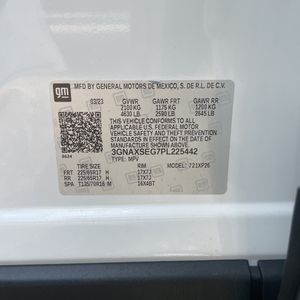 gm
MFD BY GENERAL MOTORS DE MEXICO, S. DE R.L. DE C.V.
03/23 GVWR GAWR FRT GAWR RR
2100 KG 1175 KG 1200 KG
4630 LB 2590 LB 2645 LB
THIS VEHICLE CONFORMS TO ALL
APPLICABLE U.S. FEDERAL MOTOR
VEHICLE SAFETY AND THEFT PREVENTION
STANDARDS IN EFFECT ON THE DATE OF
MANUFACTURE SHOWN ABOVE.
3GNAXSEG7PL225442
TYPE: MPV
TIRE SIZE RIM
FRT 225/65R17 H 17X7J
RR 225/65R17 H 17X7J
SPA T135/70R16 M 16X4BT